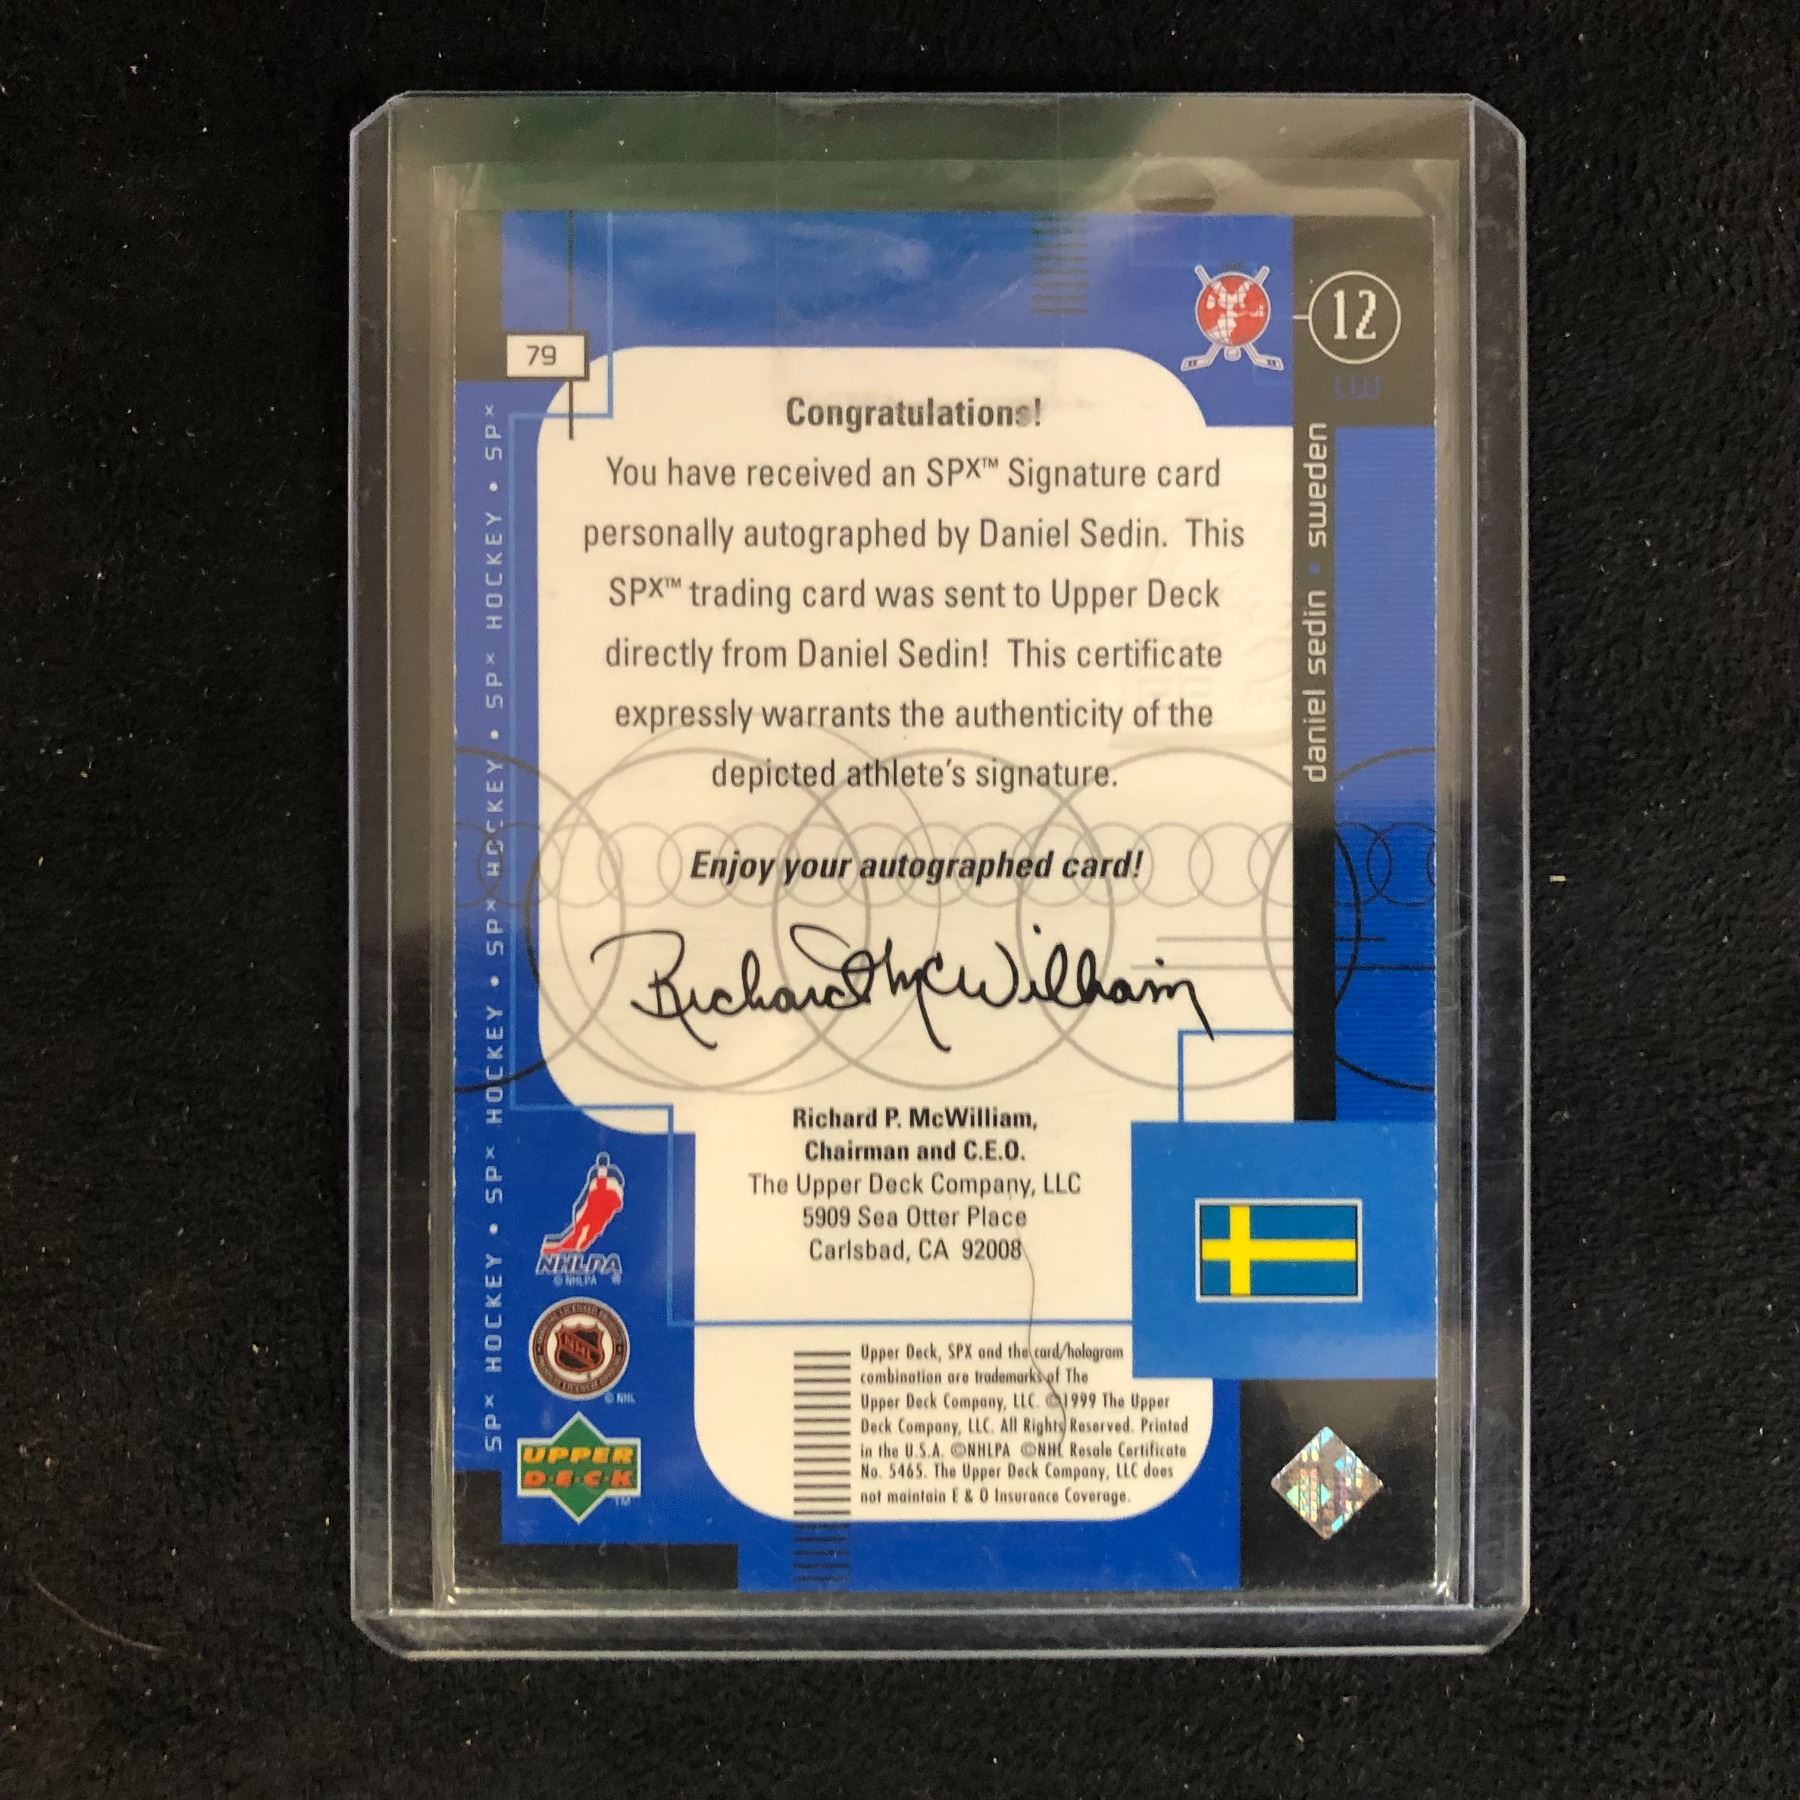 79
12
LW
Congratulations!
You have received an SPX™ Signature card
personally autographed by Daniel Sedin. This
SPX™ trading card was sent to Upper Deck
directly from Daniel Sedin! This certificate
expressly warrants the authenticity of the
depicted athlete's signature.
Enjoy your autographed card!
Richard McWilliam
Richard P. McWilliam,
Chairman and C.E.O.
The Upper Deck Company, LLC
5909 Sea Otter Place
Carlsbad, CA 92008
Upper Deck, SPX and the card/hologram
combination are trademarks of The
Upper Deck Company, LLC. ©1999 The Upper
Deck Company, LLC. All Rights Reserved. Printed
in the U.S.A. ©NHLPA ©NHL Resale Certificate
No. 5465. The Upper Deck Company, LLC does
not maintain E & O Insurance Coverage.
SPX HOCKEY • SPX HOCKEY • SPX HOCKEY • SPX HOCKEY • SPX HOCKEY • SPX
daniel sedin • sweden
NHLPA
© NHLPA ®
NHL
© NHL
UPPER
D·E·C·K
TM